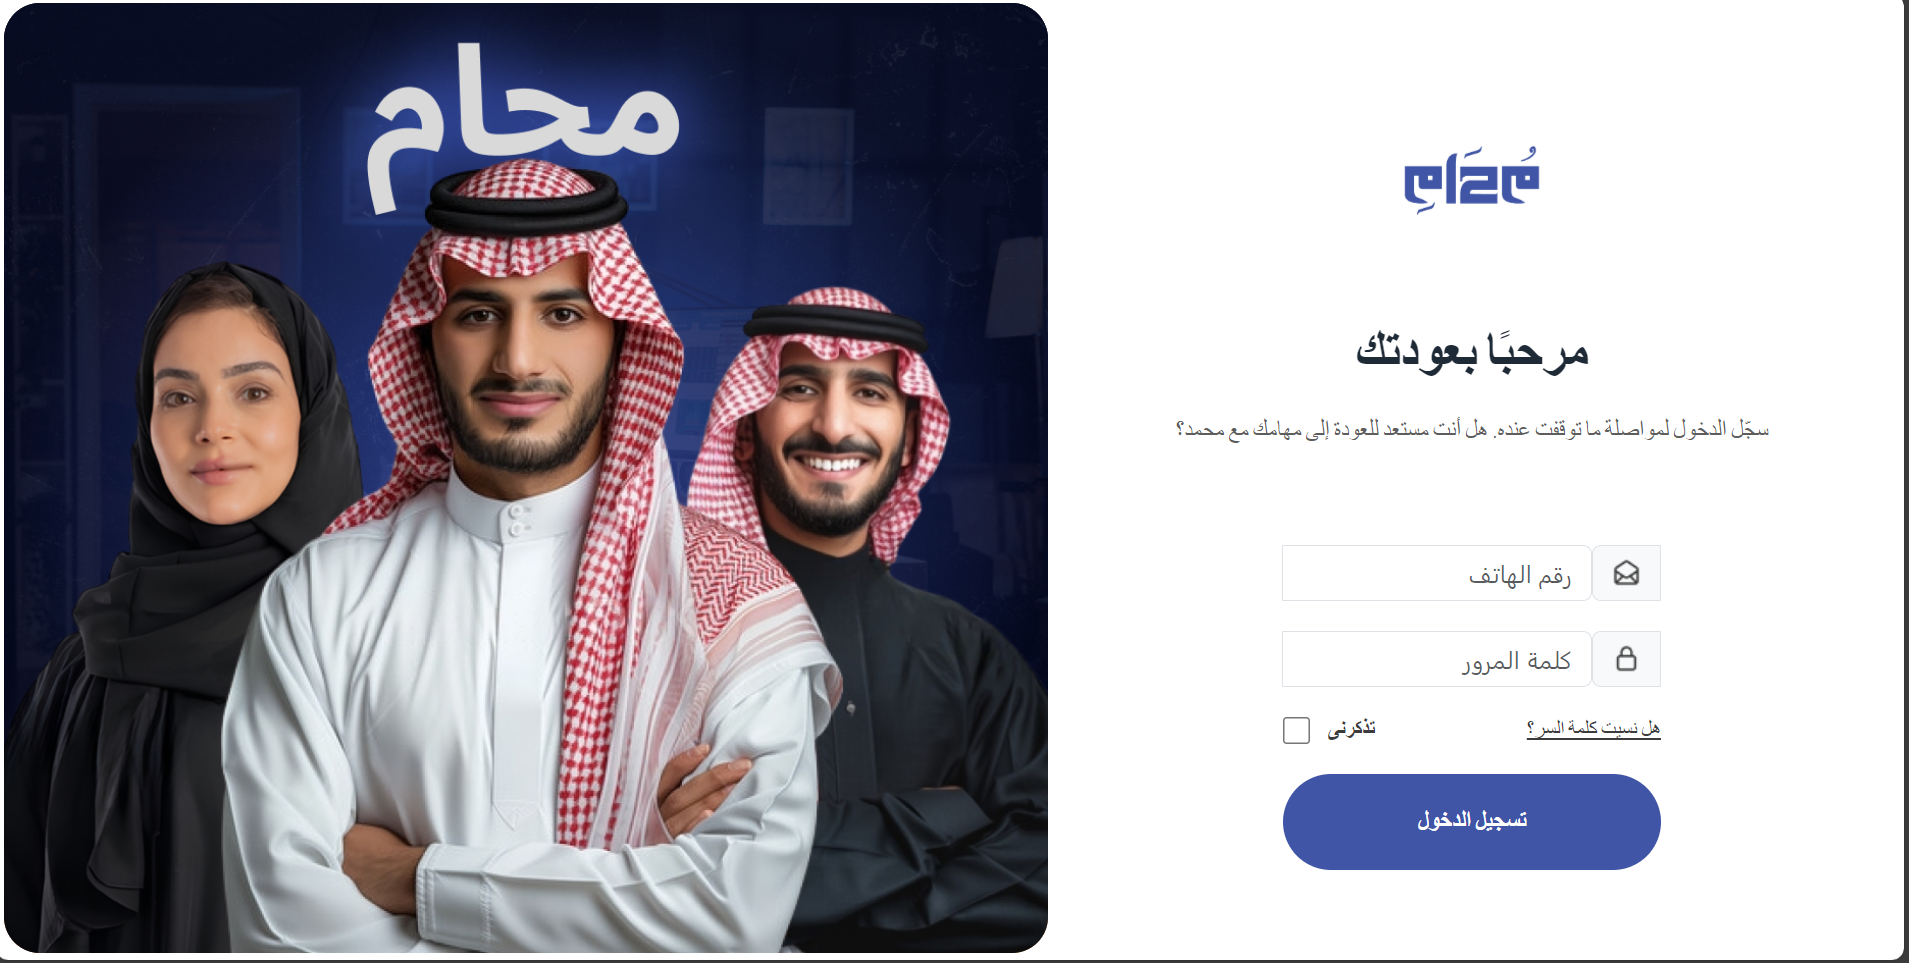 محام
مُحَامِ
مرحبًا بعودتك
سجّل الدخول لمواصلة ما توقفت عنده. هل أنت مستعد للعودة إلى مهامك مع محمد؟
رقم الهاتف
كلمة المرور
هل نسيت كلمة السر؟ تذكرنى
تسجيل الدخول